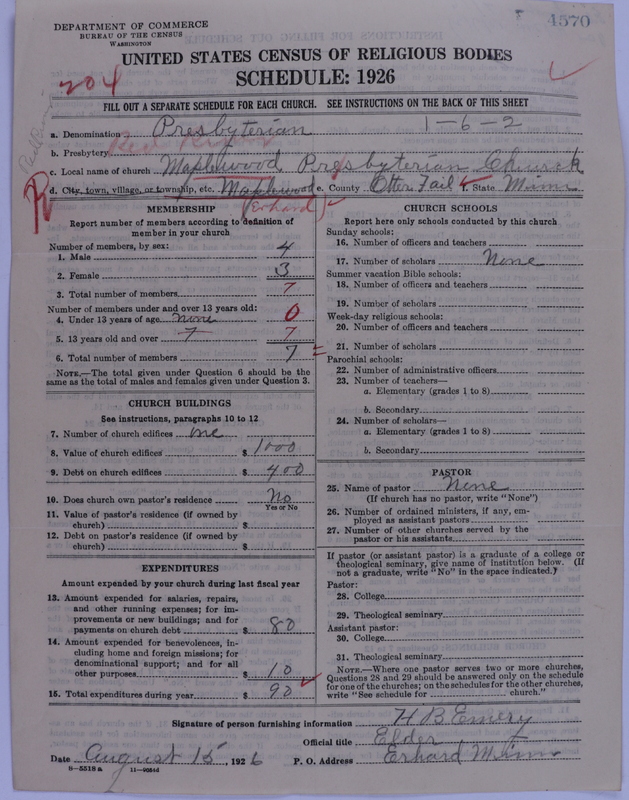 4570
DEPARTMENT OF COMMERCE
BUREAU OF THE CENSUS
WASHINGTON
UNITED STATES CENSUS OF RELIGIOUS BODIES
SCHEDULE: 1926
204
FILL OUT A SEPARATE SCHEDULE FOR EACH CHURCH. SEE INSTRUCTIONS ON THE BACK OF THIS SHEET
a. Denomination Presbyterian 1-6-2
b. Presbytery Red River
c. Local name of church Maplewood Presbyterian Church
d. City, town, village, or township, etc. Maplewood e. County Otter Tail f. State Minn
(Erhard)
MEMBERSHIP
Report number of members according to definition of
member in your church
Number of members, by sex:
1. Male 4
2. Female 3
3. Total number of members 7
Number of members under and over 13 years old:
4. Under 13 years of age none 0
5. 13 years old and over 7 7
6. Total number of members 7
NOTE.—The total given under Question 6 should be the
same as the total of males and females given under Question 3.
CHURCH BUILDINGS
See instructions, paragraphs 10 to 12
7. Number of church edifices one
8. Value of church edifices $ 1000
9. Debt on church edifices $ 400
10. Does church own pastor's residence No
Yes or No
11. Value of pastor's residence (if owned by
church) $
12. Debt on pastor's residence (if owned by
church) $
EXPENDITURES
Amount expended by your church during last fiscal year
13. Amount expended for salaries, repairs,
and other running expenses; for im-
provements or new buildings; and for
payments on church debt $ 80
14. Amount expended for benevolences, in-
cluding home and foreign missions; for
denominational support; and for all
other purposes $ 10
15. Total expenditures during year $ 90
CHURCH SCHOOLS
Report here only schools conducted by this church
Sunday schools:
16. Number of officers and teachers
17. Number of scholars None
Summer vacation Bible schools:
18. Number of officers and teachers
19. Number of scholars
Week-day religious schools:
20. Number of officers and teachers
21. Number of scholars
Parochial schools:
22. Number of administrative officers
23. Number of teachers—
a. Elementary (grades 1 to 8)
b. Secondary
24. Number of scholars—
a. Elementary (grades 1 to 8)
b. Secondary
PASTOR
25. Name of pastor None
(If church has no pastor, write "None")
26. Number of ordained ministers, if any, em-
ployed as assistant pastors
27. Number of other churches served by the
pastor or his assistants
If pastor (or assistant pastor) is a graduate of a college or
theological seminary, give name of institution below. (If
not a graduate, write "No" in the space indicated.)
Pastor:
28. College
29. Theological seminary
Assistant pastor:
30. College
31. Theological seminary
NOTE.—Where one pastor serves two or more churches,
Questions 28 and 29 should be answered only on the schedule
for one of the churches; on the schedules for the other churches,
write "See schedule for church."
Signature of person furnishing information H B Emery
Official title Elder
Date August 15, 1926 P. O. Address Erhard Minn
8-5518 a